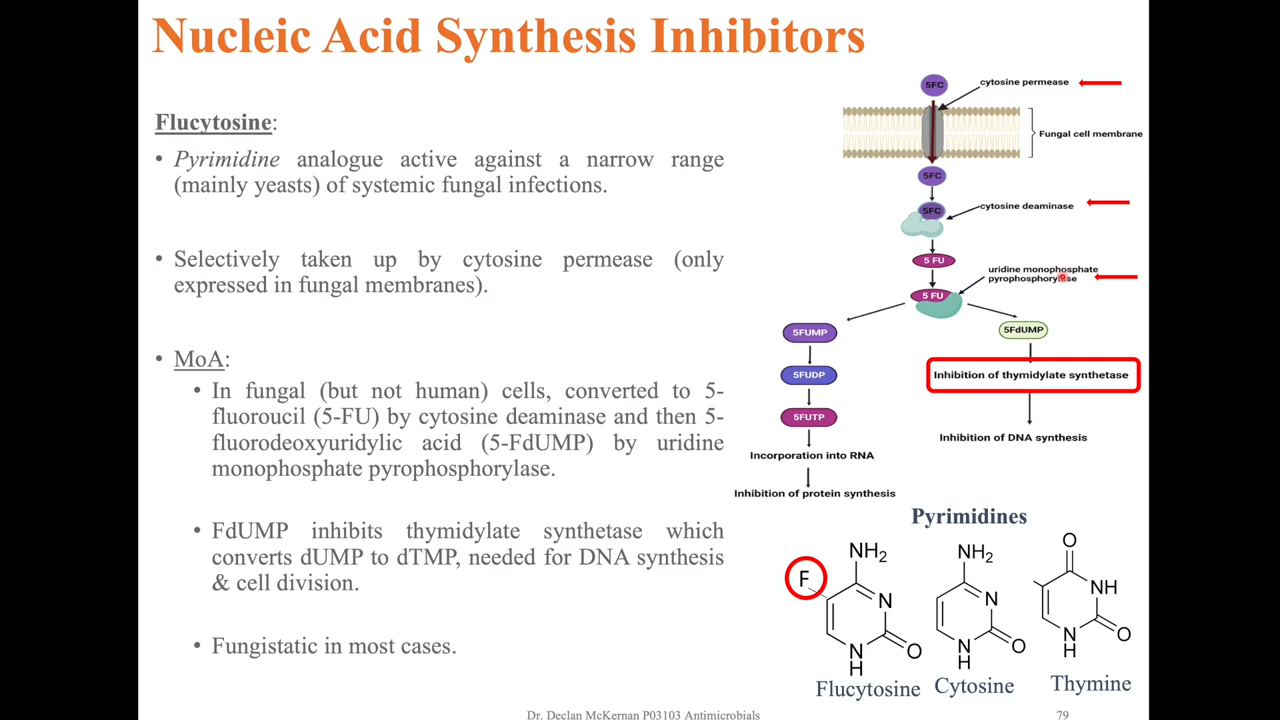 Nucleic Acid Synthesis Inhibitors
Flucytosine:
• Pyrimidine analogue active against a narrow range
(mainly yeasts) of systemic fungal infections.
• Selectively taken up by cytosine permease (only
expressed in fungal membranes).
• MoA:
• In fungal (but not human) cells, converted to 5-
fluoroucil (5-FU) by cytosine deaminase and then 5-
fluorodeoxyuridylic acid (5-FdUMP) by uridine
monophosphate pyrophosphorylase.
• FdUMP inhibits thymidylate synthetase which
converts dUMP to dTMP, needed for DNA synthesis
& cell division.
• Fungistatic in most cases.
5FC
cytosine permease
Fungal cell membrane
5FC
5FC
cytosine deaminase
5 FU
uridine monophosphate
pyrophosphorylase
5 FU
5FUMP
5FdUMP
5FUDP
Inhibition of thymidylate synthetase
5FUTP
Inhibition of DNA synthesis
Incorporation into RNA
Inhibition of protein synthesis
Pyrimidines
F
NH2
N
O
N
H
Flucytosine
NH2
N
O
N
H
Cytosine
O
NH
O
N
H
Thymine
Dr. Declan McKernan P03103 Antimicrobials
79